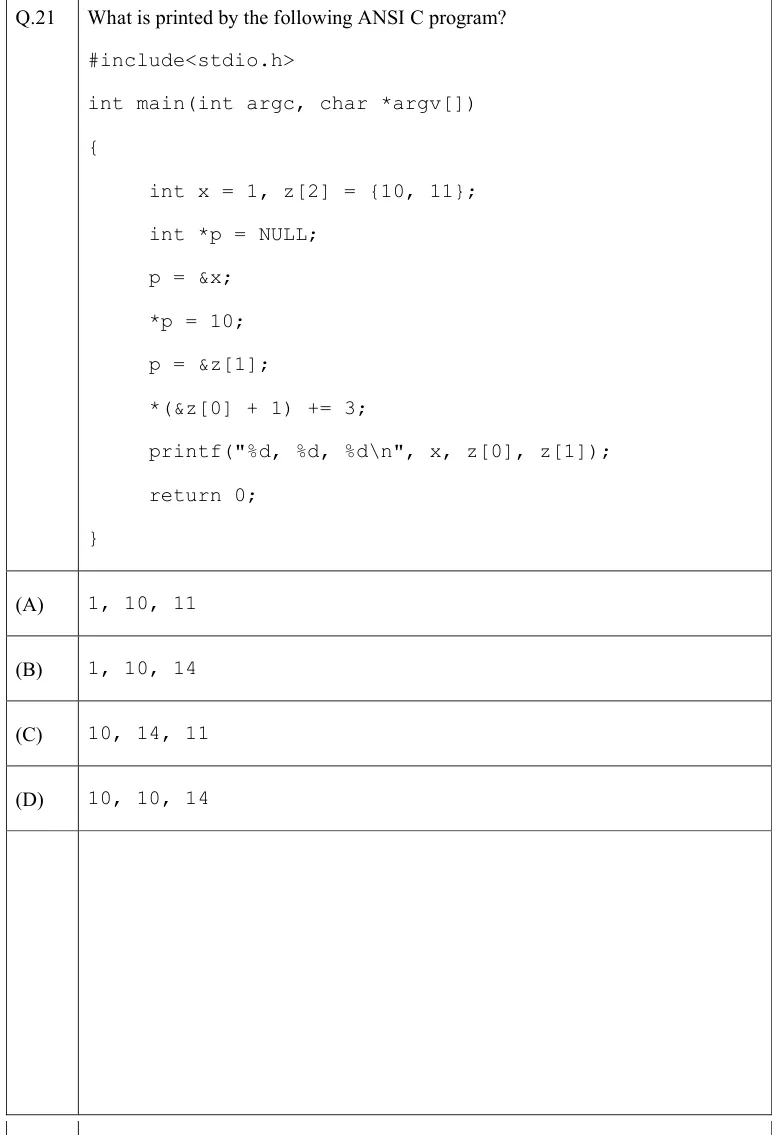 Q.21 What is printed by the following ANSI C program?
#include<stdio.h>
int main(int argc, char *argv[])
{
int x = 1, z[2] = {10, 11};
int *p = NULL;
p = &x;
*p = 10;
p = &z[1];
*(&z[0] + 1) += 3;
printf("%d, %d, %d\n", x, z[0], z[1]);
return 0;
}
(A) 1, 10, 11
(B) 1, 10, 14
(C) 10, 14, 11
(D) 10, 10, 14